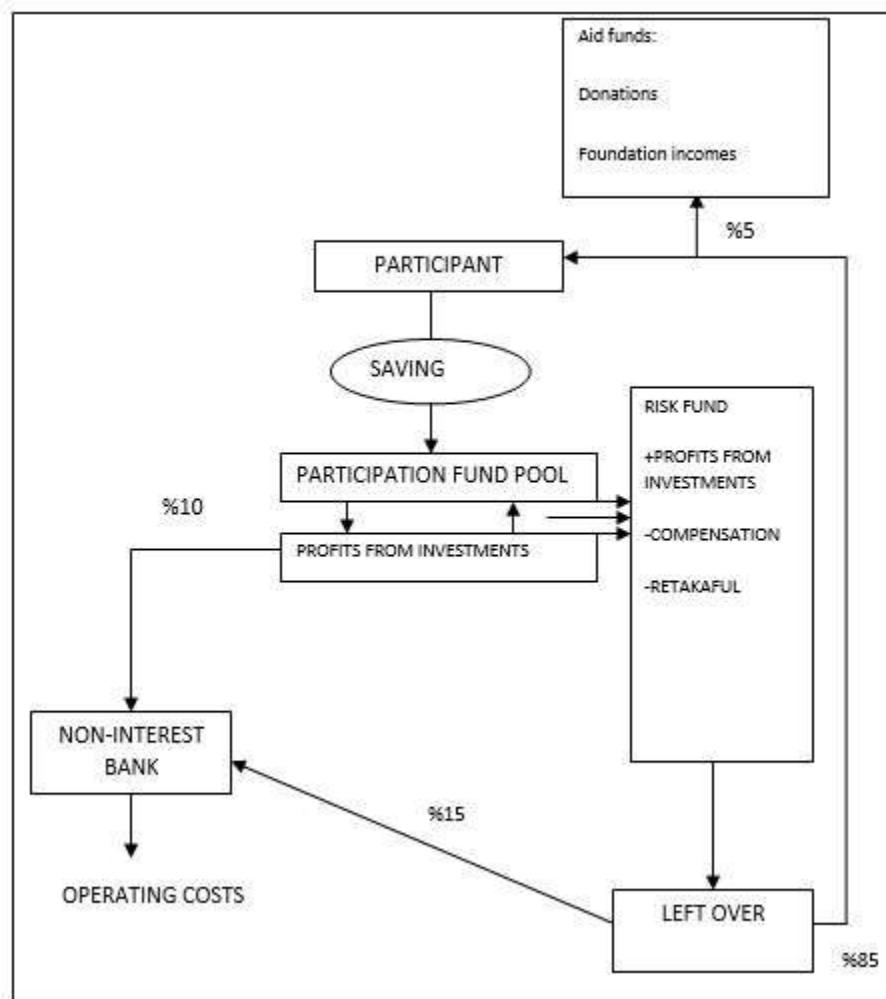 Aid funds:
Donations
Foundation incomes
%5
PARTICIPANT
SAVING
RISK FUND
+PROFITS FROM
INVESTMENTS
-COMPENSATION
-RETAKAFUL
PARTICIPATION FUND POOL
%10
PROFITS FROM INVESTMENTS
NON-INTEREST
BANK
%15
OPERATING COSTS
LEFT OVER
%85